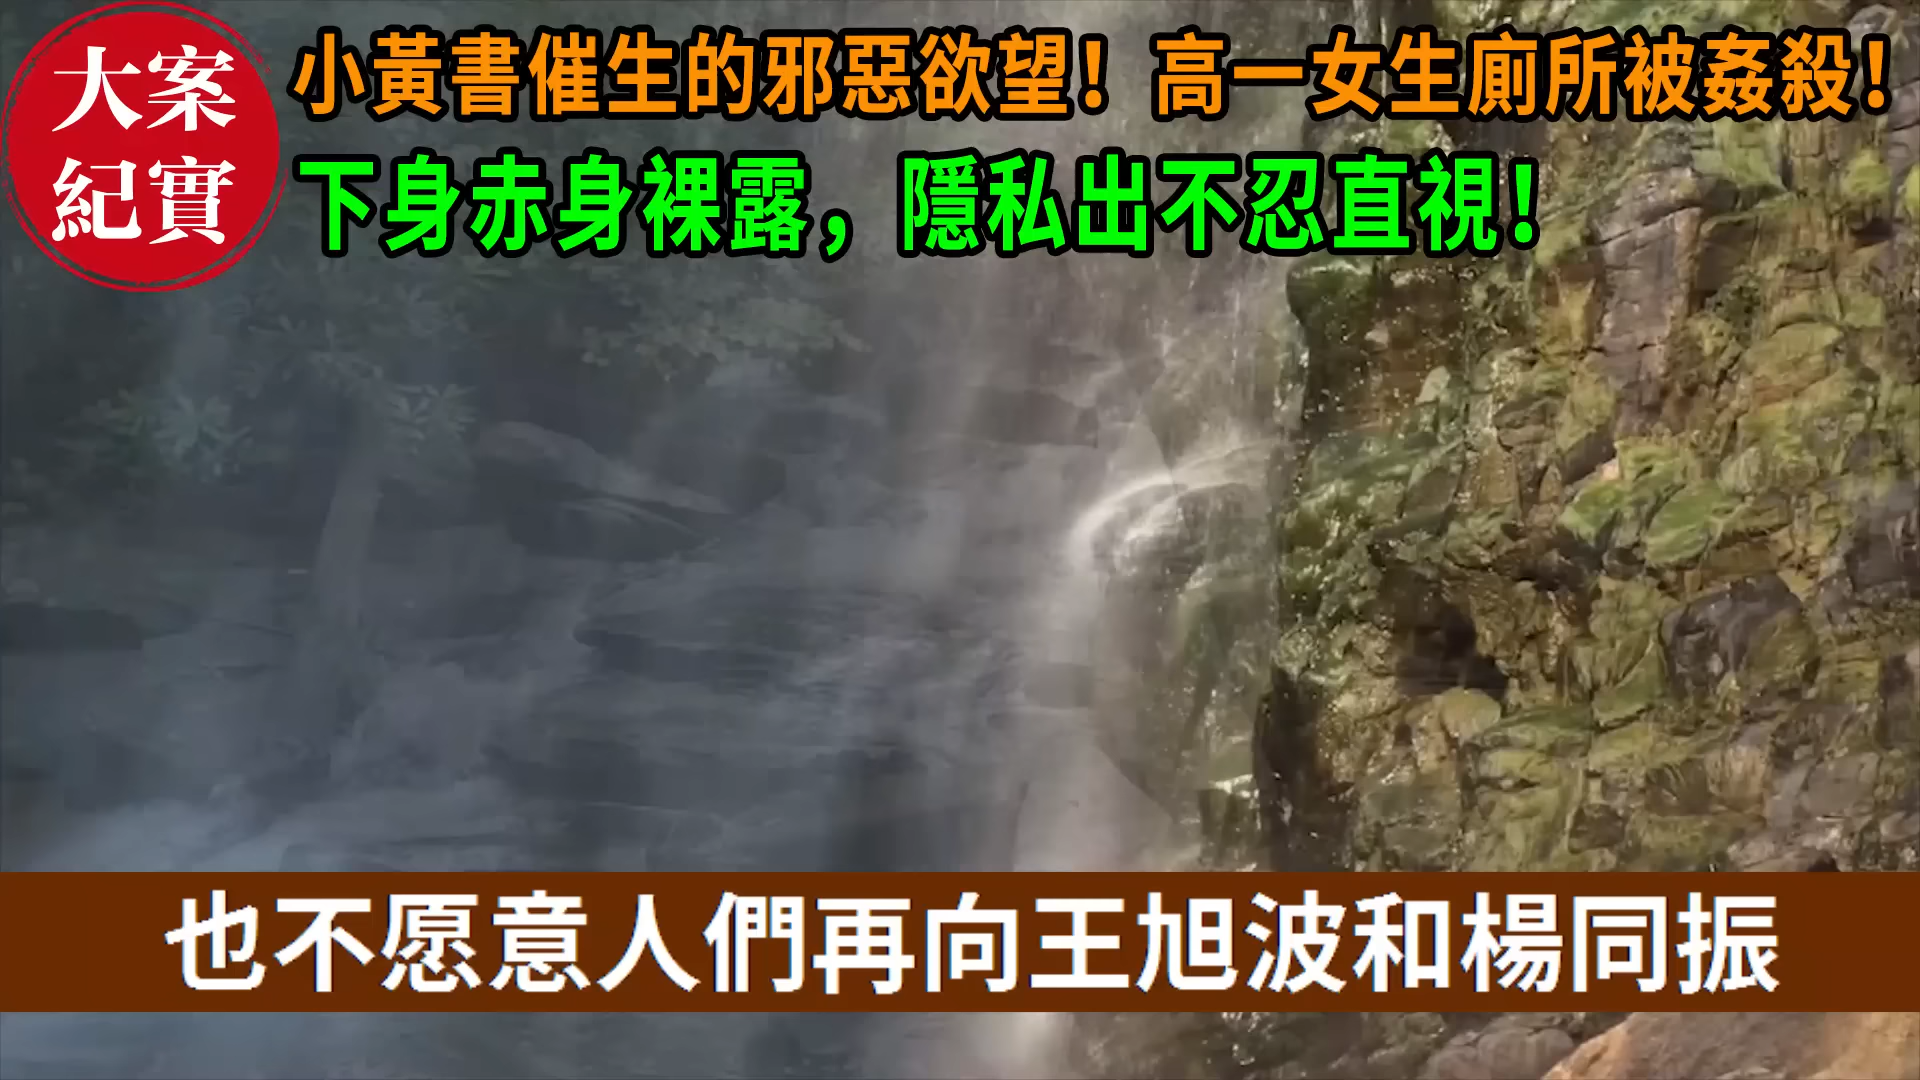 大案
紀實
小黃書催生的邪惡欲望！高一女生廁所被姦殺！
下身赤身裸露，隱私出不忍直視！
也不愿意人們再向王旭波和楊同振